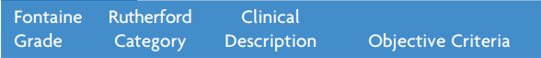 Fontaine Rutherford Clinical
Grade Category Description Objective Criteria